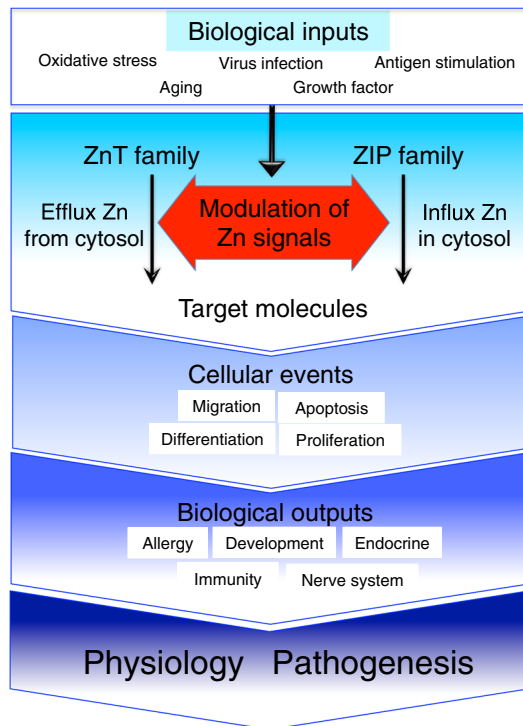 Biological inputs
Oxidative stress
Virus infection
Antigen stimulation
Aging
Growth factor
ZnT family
ZIP family
Efflux Zn
from cytosol
Modulation of
Zn signals
Influx Zn
in cytosol
Target molecules
Cellular events
Migration
Apoptosis
Differentiation
Proliferation
Biological outputs
Allergy
Development
Endocrine
Immunity
Nerve system
Physiology
Pathogenesis